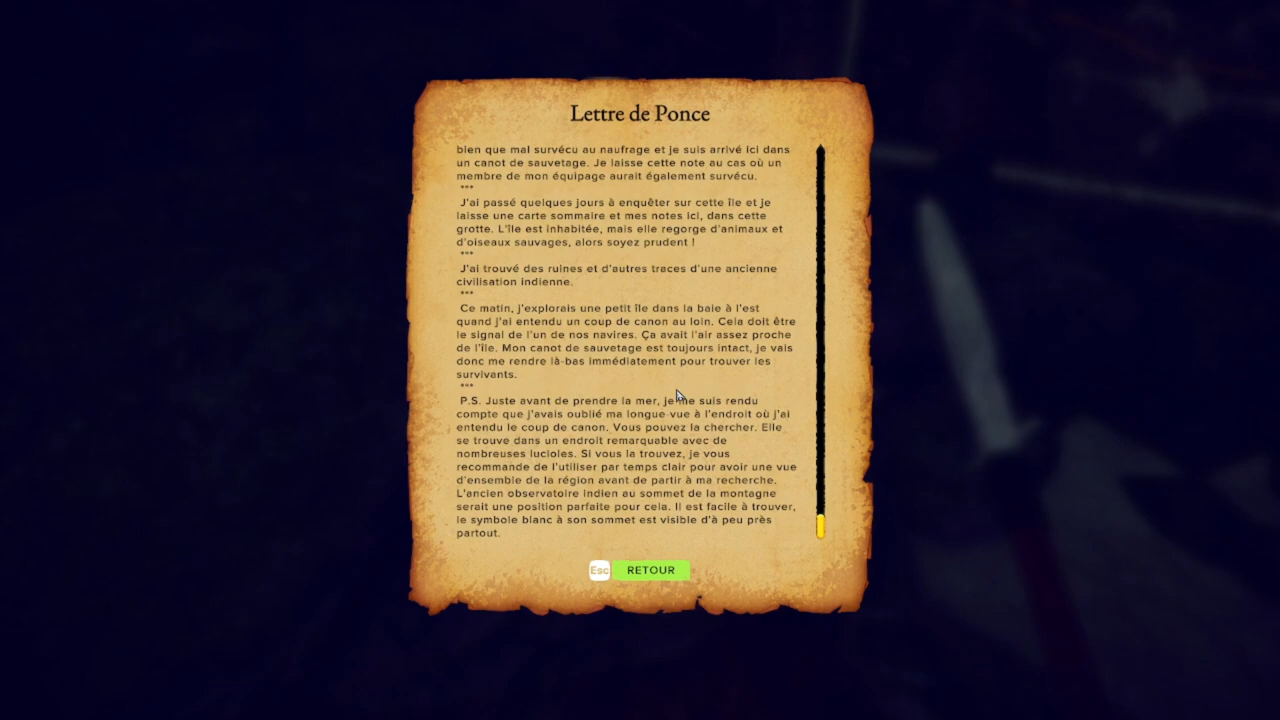 Lettre de Ponce
bien que mal survécu au naufrage et je suis arrivé ici dans
un canot de sauvetage. Je laisse cette note au cas où un
membre de mon équipage aurait également survécu.
***
J'ai passé quelques jours à enquêter sur cette île et je
laisse une carte sommaire et mes notes ici, dans cette
grotte. L'île est inhabitée, mais elle regorge d'animaux et
d'oiseaux sauvages, alors soyez prudent !
***
J'ai trouvé des ruines et d'autres traces d'une ancienne
civilisation indienne.
***
Ce matin, j'explorais une petit île dans la baie à l'est
quand j'ai entendu un coup de canon au loin. Cela doit être
le signal de l'un de nos navires. Ça avait l'air assez proche
de l'île. Mon canot de sauvetage est toujours intact, je vais
donc me rendre là-bas immédiatement pour trouver les
survivants.
***
P.S. Juste avant de prendre la mer, je me suis rendu
compte que j'avais oublié ma longue-vue à l'endroit où j'ai
entendu le coup de canon. Vous pouvez la chercher. Elle
se trouve dans un endroit remarquable avec de
nombreuses lucioles. Si vous la trouvez, je vous
recommande de l'utiliser par temps clair pour avoir une vue
d'ensemble de la région avant de partir à ma recherche.
L'ancien observatoire indien au sommet de la montagne
serait une position parfaite pour cela. Il est facile à trouver,
le symbole blanc à son sommet est visible d'à peu près
partout.
Esc RETOUR